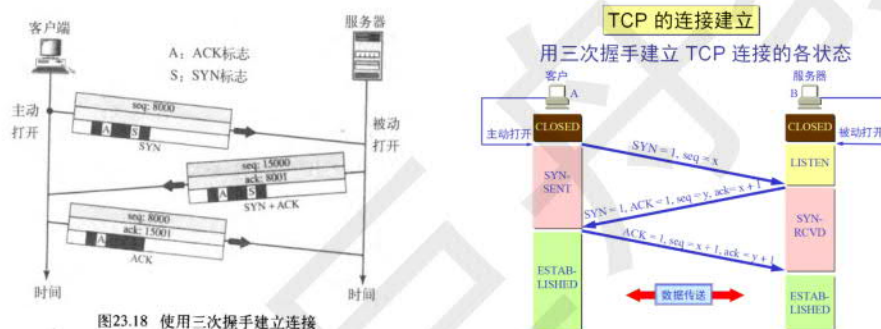 客户端
服务器
A：ACK标志
S：SYN标志
主动
打开
被动
打开
seq: 8000
A S
SYN
seq: 15000
ack: 8001
A S
SYN+ACK
seq: 8000
ack: 15001
A
ACK
时间
时间
图23.18 使用三次握手建立连接
TCP 的连接建立
用三次握手建立 TCP 连接的各状态
客户
A
服务器
B
主动打开
CLOSED
CLOSED
被动打开
SYN = 1, seq = x
LISTEN
SYN-
SENT
SYN = 1, ACK = 1, seq = y, ack= x + 1
SYN-
RCVD
ACK = 1, seq = x + 1, ack = y + 1
ESTAB-
LISHED
数据传送
ESTAB-
LISHED